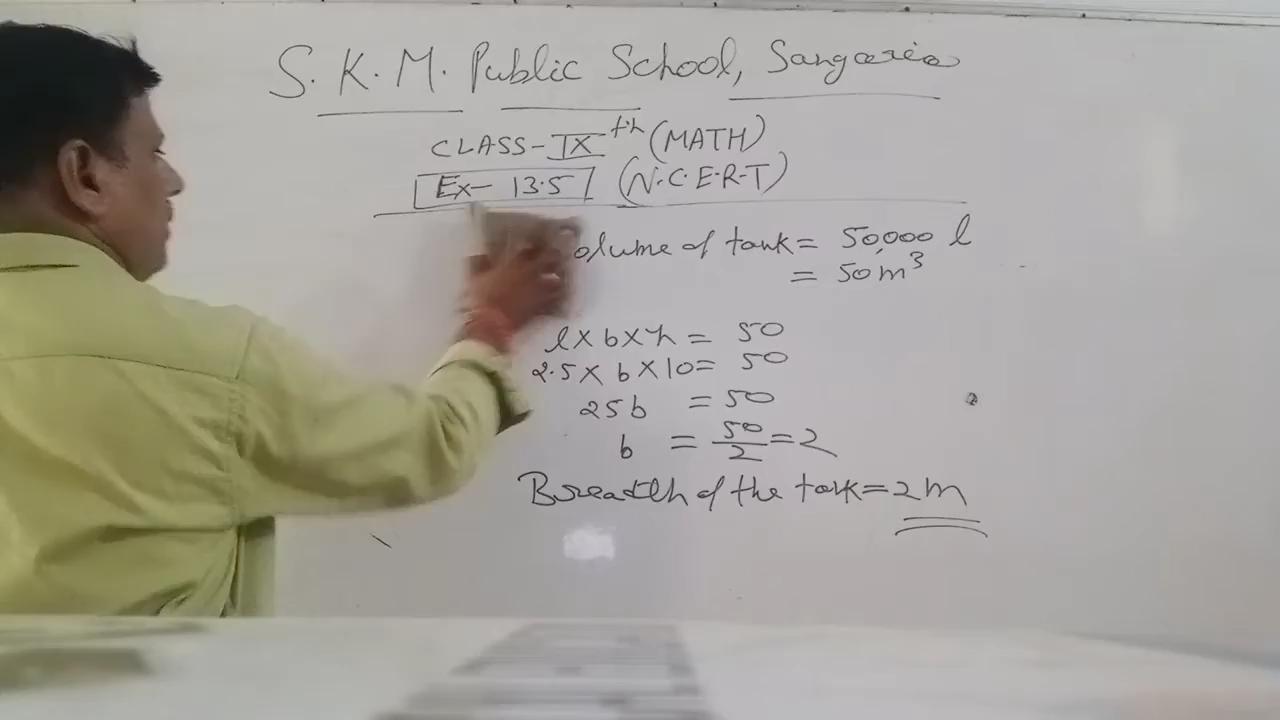 S. K. M. Public School, Sangaria
CLASS-IXth (MATH)
Ex- 13.5 (N.C.E.R.T)
olume of tank = 50,000 l
= 50 m³
l × b × h = 50
2.5 × b × 10 = 50
25b = 50
b = 50/2 = 2
Breadth of the tank = 2 m